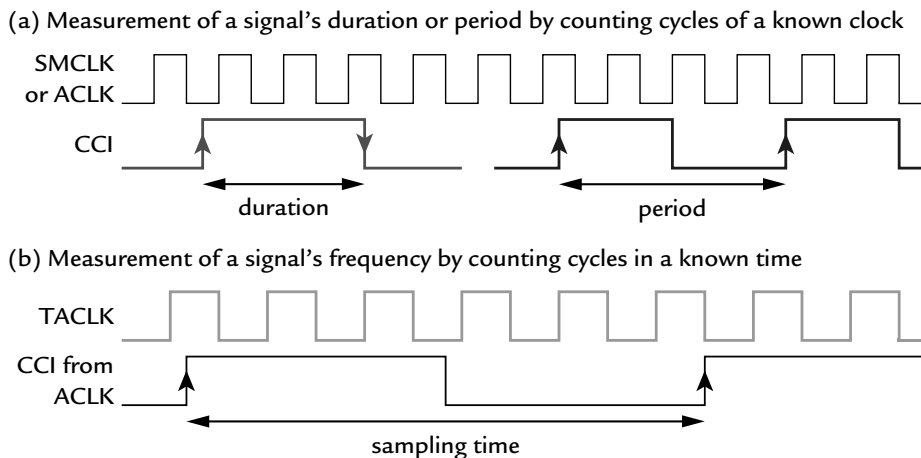 (a) Measurement of a signal’s duration or period by counting cycles of a known clock
SMCLK
or ACLK
CCI
duration
period
(b) Measurement of a signal’s frequency by counting cycles in a known time
TACLK
CCI from
ACLK
sampling time